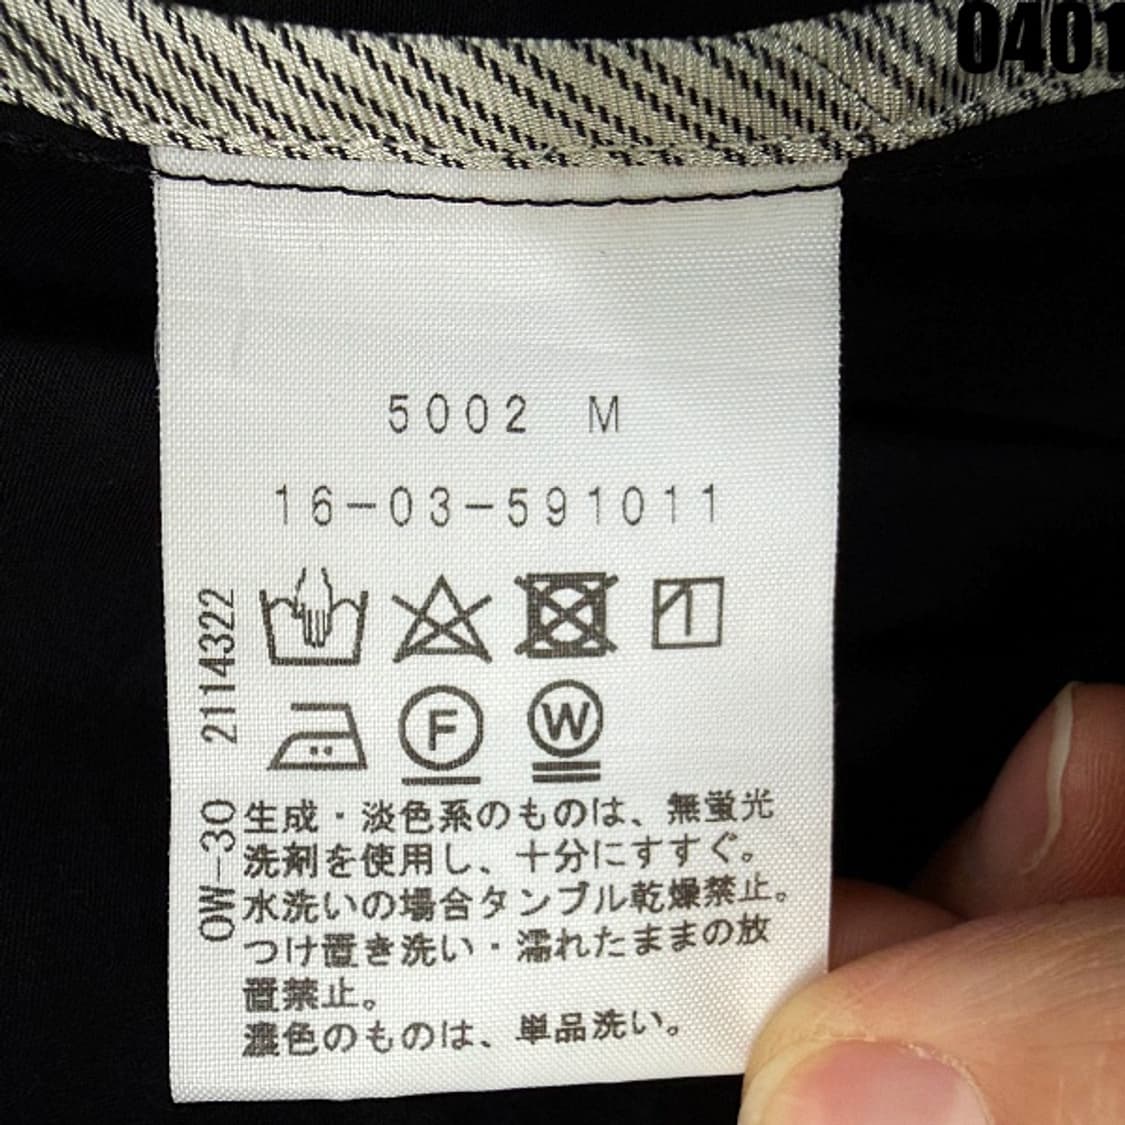 0401
5002 M
16-03-591011
2114322
F W
OW-30
生成・淡色系のものは、無蛍光
洗剤を使用し、十分にすすぐ。
水洗いの場合タンブル乾燥禁止。
つけ置き洗い・濡れたままの放
置禁止。
濃色のものは、単品洗い。